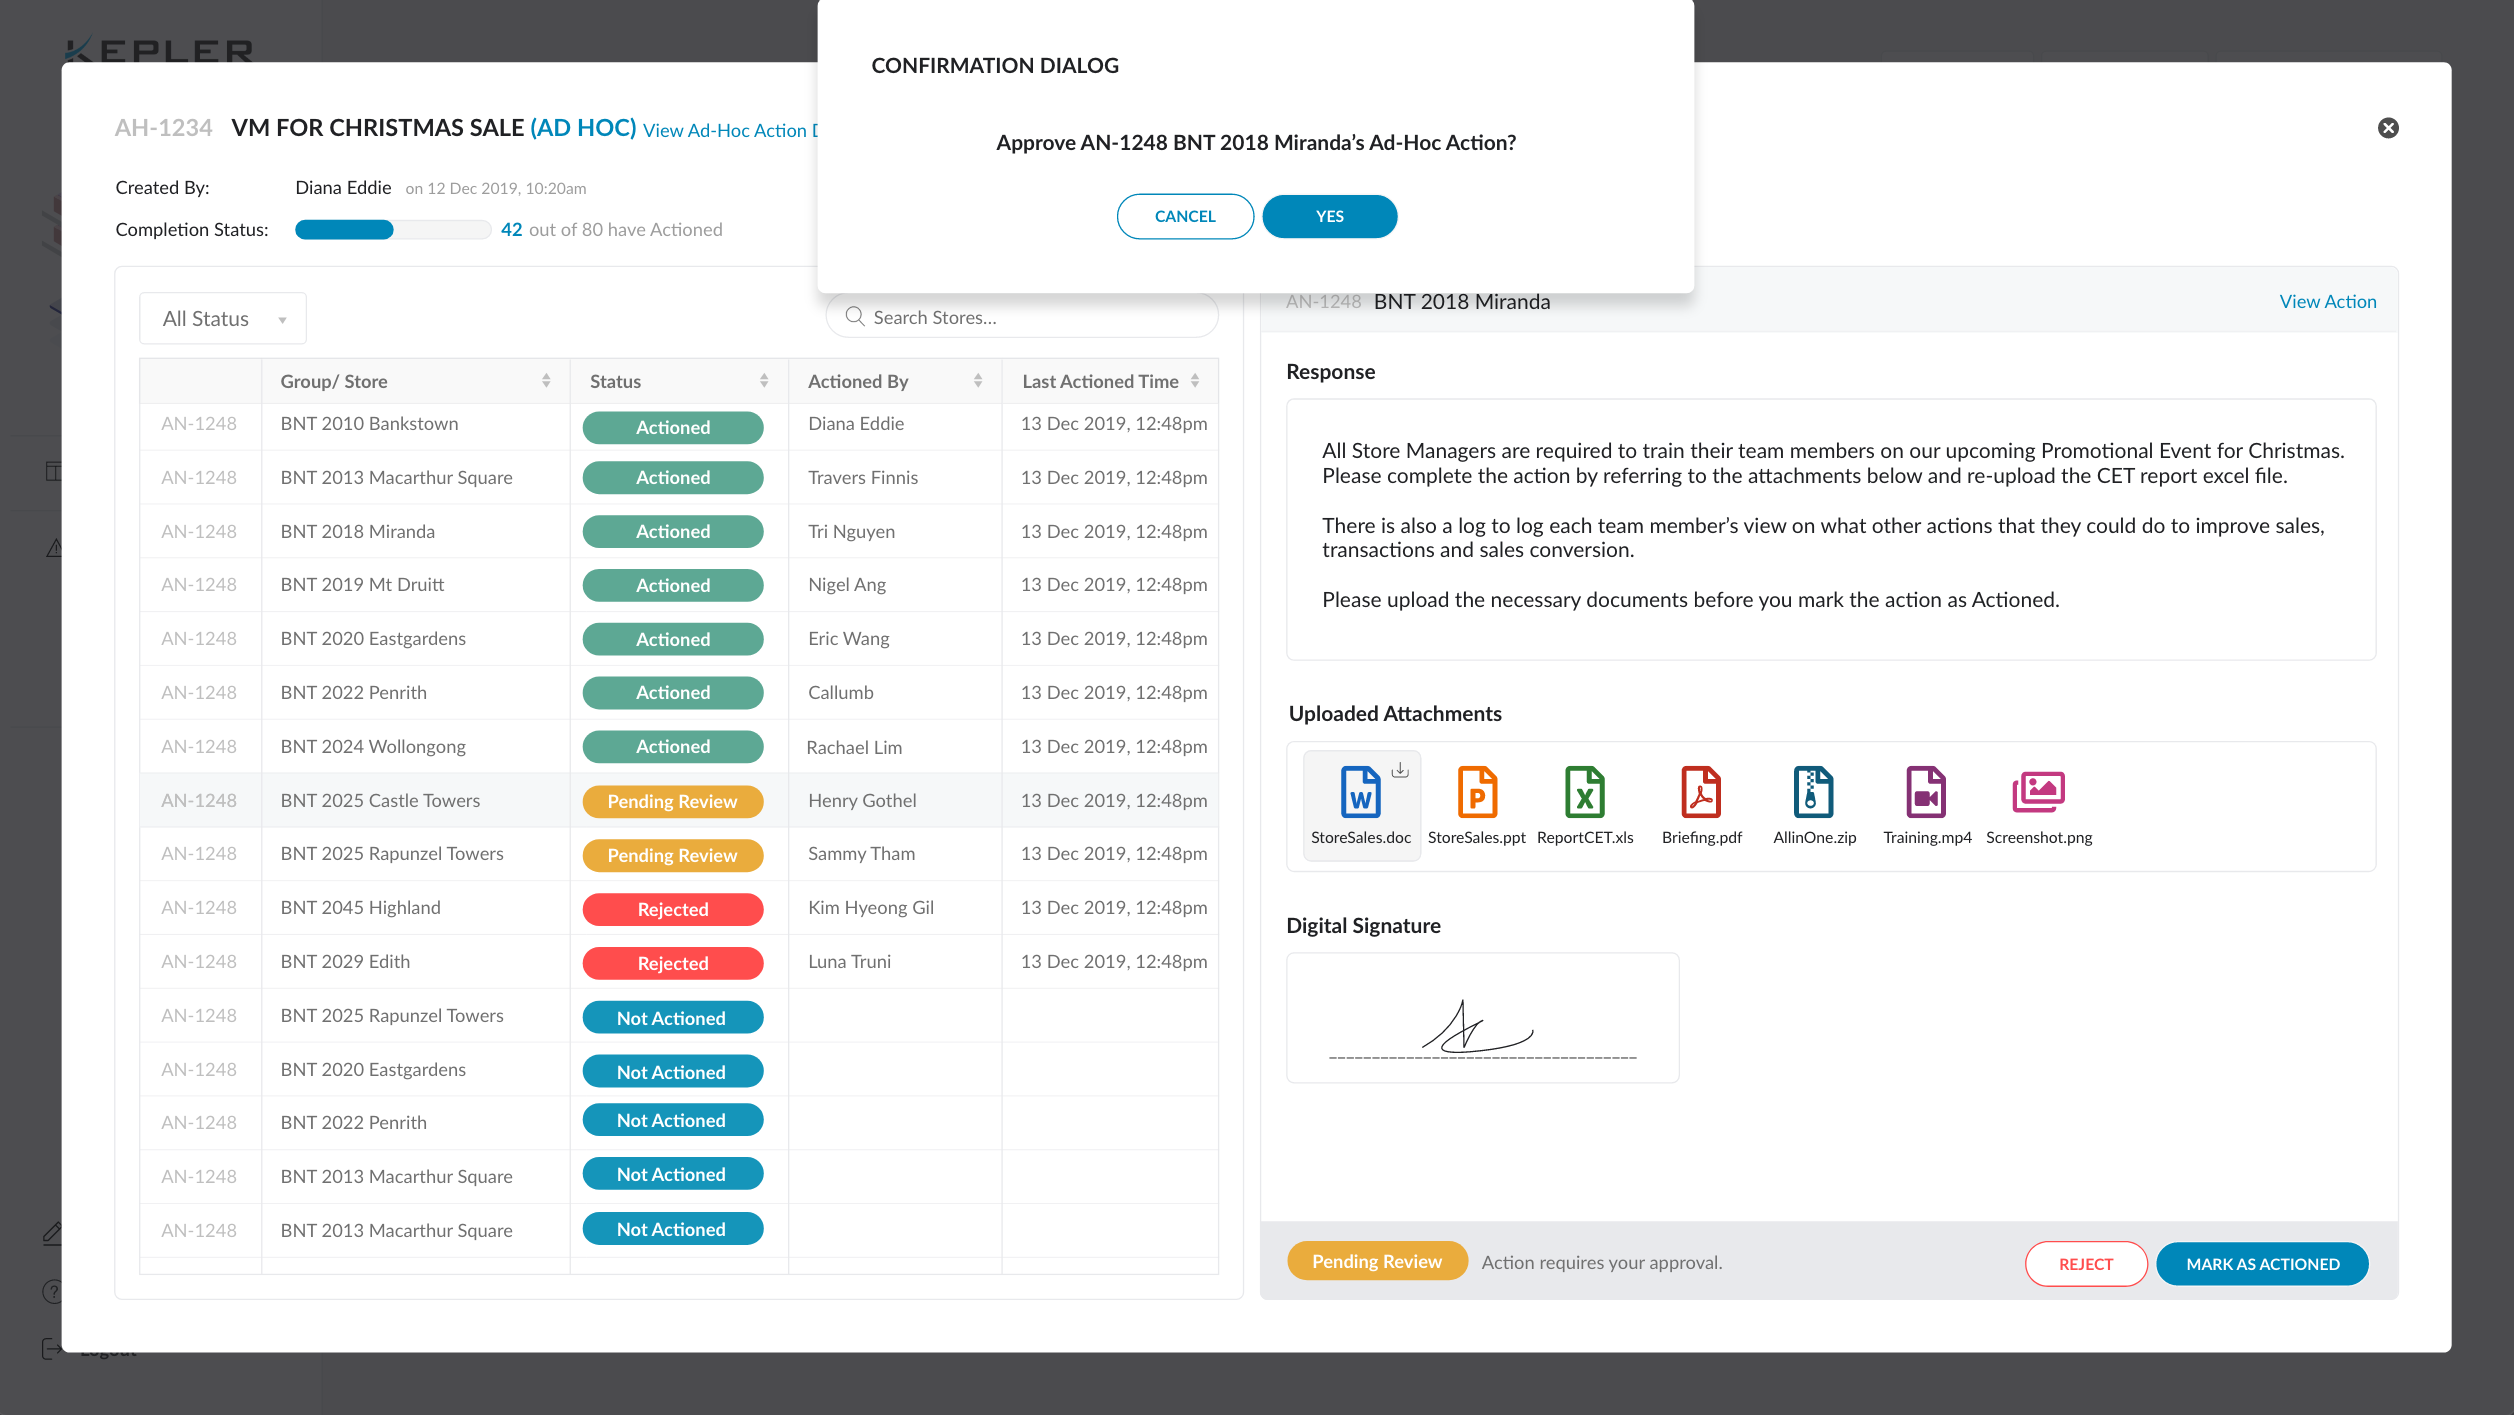 KEPLER
CONFIRMATION DIALOG
Approve AN-1248 BNT 2018 Miranda’s Ad-Hoc Action?
CANCEL YES
AH-1234 VM FOR CHRISTMAS SALE (AD HOC) View Ad-Hoc Action
Created By: Diana Eddie on 12 Dec 2019, 10:20am
Completion Status: 42 out of 80 have Actioned
All Status
Search Stores...
Group/ Store Status Actioned By Last Actioned Time
AN-1248 BNT 2010 Bankstown Actioned Diana Eddie 13 Dec 2019, 12:48pm
AN-1248 BNT 2013 Macarthur Square Actioned Travers Finnis 13 Dec 2019, 12:48pm
AN-1248 BNT 2018 Miranda Actioned Tri Nguyen 13 Dec 2019, 12:48pm
AN-1248 BNT 2019 Mt Druitt Actioned Nigel Ang 13 Dec 2019, 12:48pm
AN-1248 BNT 2020 Eastgardens Actioned Eric Wang 13 Dec 2019, 12:48pm
AN-1248 BNT 2022 Penrith Actioned Callumb 13 Dec 2019, 12:48pm
AN-1248 BNT 2024 Wollongong Actioned Rachael Lim 13 Dec 2019, 12:48pm
AN-1248 BNT 2025 Castle Towers Pending Review Henry Gothel 13 Dec 2019, 12:48pm
AN-1248 BNT 2025 Rapunzel Towers Pending Review Sammy Tham 13 Dec 2019, 12:48pm
AN-1248 BNT 2045 Highland Rejected Kim Hyeong Gil 13 Dec 2019, 12:48pm
AN-1248 BNT 2029 Edith Rejected Luna Truni 13 Dec 2019, 12:48pm
AN-1248 BNT 2025 Rapunzel Towers Not Actioned
AN-1248 BNT 2020 Eastgardens Not Actioned
AN-1248 BNT 2022 Penrith Not Actioned
AN-1248 BNT 2013 Macarthur Square Not Actioned
AN-1248 BNT 2013 Macarthur Square Not Actioned
AN-1248 BNT 2018 Miranda View Action
Response
All Store Managers are required to train their team members on our upcoming Promotional Event for Christmas.
Please complete the action by referring to the attachments below and re-upload the CET report excel file.
There is also a log to log each team member’s view on what other actions that they could do to improve sales,
transactions and sales conversion.
Please upload the necessary documents before you mark the action as Actioned.
Uploaded Attachments
W P X
StoreSales.doc StoreSales.ppt ReportCET.xls Briefing.pdf AllinOne.zip Training.mp4 Screenshot.png
Digital Signature
Pending Review Action requires your approval. REJECT MARK AS ACTIONED
Logout